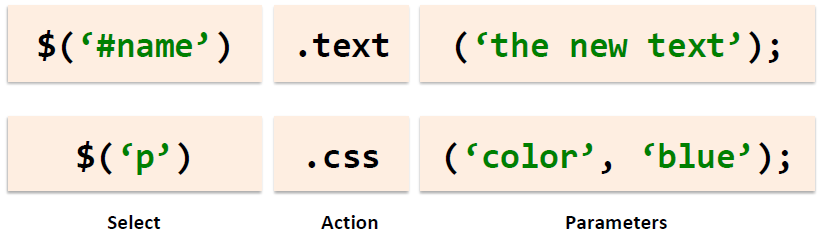 $(‘#name’) .text (‘the new text’);
$(‘p’) .css (‘color’, ‘blue’);
Select Action Parameters